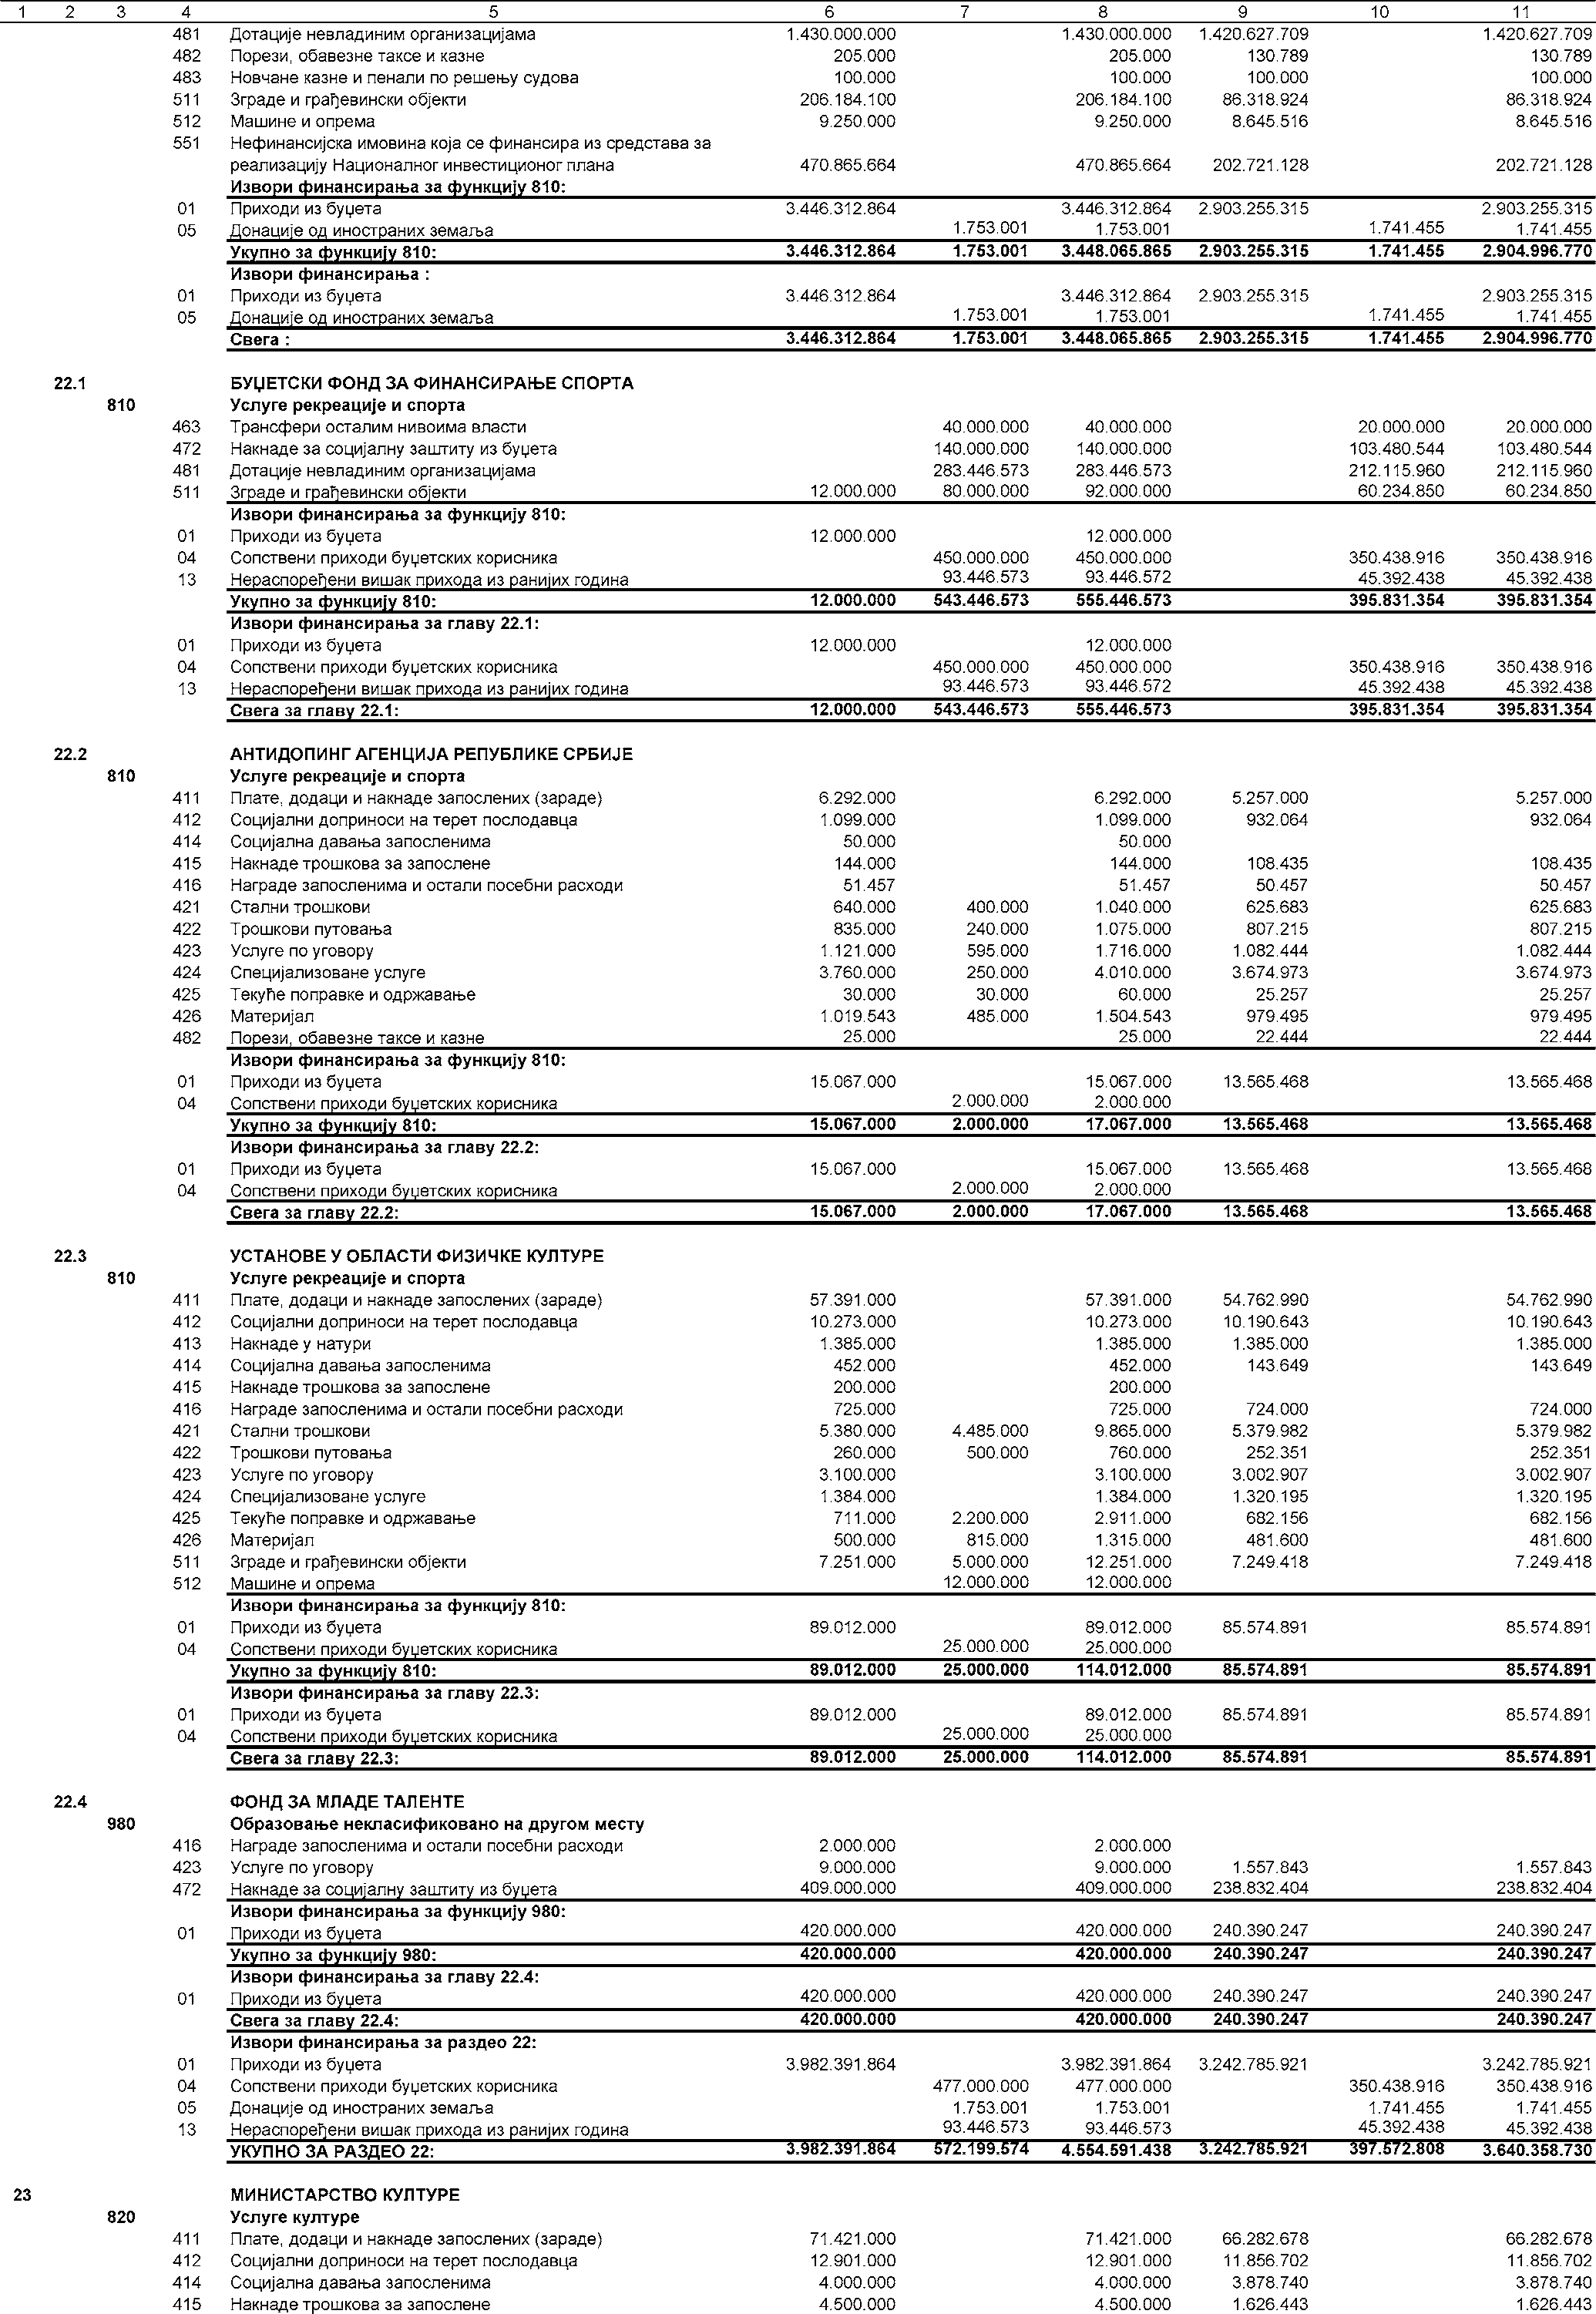 1 2 3 4 5 6 7 8 9 10 11
481 Дотације невладиним организацијама 1.430.000.000 1.430.000.000 1.420.627.709 1.420.627.709
482 Порези, обавезне таксе и казне 205.000 205.000 130.789 130.789
483 Новчане казне и пенали по решењу судова 100.000 100.000 100.000 100.000
511 Зграде и грађевински објекти 206.184.100 206.184.100 86.318.924 86.318.924
512 Машине и опрема 9.250.000 9.250.000 8.645.516 8.645.516
551 Нефинансијска имовина која се финансира из средстава за
реализацију Националног инвестиционог плана 470.865.664 470.865.664 202.721.128 202.721.128
Извори финансирања за функцију 810:
01 Приходи из буџета 3.446.312.864 3.446.312.864 2.903.255.315 2.903.255.315
05 Донације од иностраних земаља 1.753.001 1.753.001 1.741.455 1.741.455
Укупно за функцију 810: 3.446.312.864 1.753.001 3.448.065.865 2.903.255.315 1.741.455 2.904.996.770
Извори финансирања :
01 Приходи из буџета 3.446.312.864 3.446.312.864 2.903.255.315 2.903.255.315
05 Донације од иностраних земаља 1.753.001 1.753.001 1.741.455 1.741.455
Свега : 3.446.312.864 1.753.001 3.448.065.865 2.903.255.315 1.741.455 2.904.996.770
22.1 БУЏЕТСКИ ФОНД ЗА ФИНАНСИРАЊЕ СПОРТА
810 Услуге рекреације и спорта
463 Трансфери осталим нивоима власти 40.000.000 40.000.000 20.000.000 20.000.000
472 Накнаде за социјалну заштиту из буџета 140.000.000 140.000.000 103.480.544 103.480.544
481 Дотације невладиним организацијама 283.446.573 283.446.573 212.115.960 212.115.960
511 Зграде и грађевински објекти 12.000.000 80.000.000 92.000.000 60.234.850 60.234.850
Извори финансирања за функцију 810:
01 Приходи из буџета 12.000.000 12.000.000
04 Сопствени приходи буџетских корисника 450.000.000 450.000.000 350.438.916 350.438.916
13 Нераспоређени вишак прихода из ранијих година 93.446.573 93.446.572 45.392.438 45.392.438
Укупно за функцију 810: 12.000.000 543.446.573 555.446.573 395.831.354 395.831.354
Извори финансирања за главу 22.1:
01 Приходи из буџета 12.000.000 12.000.000
04 Сопствени приходи буџетских корисника 450.000.000 450.000.000 350.438.916 350.438.916
13 Нераспоређени вишак прихода из ранијих година 93.446.573 93.446.572 45.392.438 45.392.438
Свега за главу 22.1: 12.000.000 543.446.573 555.446.573 395.831.354 395.831.354
22.2 АНТИДОПИНГ АГЕНЦИЈА РЕПУБЛИКЕ СРБИЈЕ
810 Услуге рекреације и спорта
411 Плате, додаци и накнаде запослених (зараде) 6.292.000 6.292.000 5.257.000 5.257.000
412 Социјални доприноси на терет послодавца 1.099.000 1.099.000 932.064 932.064
414 Социјална давања запосленима 50.000 50.000
415 Накнаде трошкова за запослене 144.000 144.000 108.435 108.435
416 Награде запосленима и остали посебни расходи 51.457 51.457 50.457 50.457
421 Стални трошкови 640.000 400.000 1.040.000 625.683 625.683
422 Трошкови путовања 835.000 240.000 1.075.000 807.215 807.215
423 Услуге по уговору 1.121.000 595.000 1.716.000 1.082.444 1.082.444
424 Специјализоване услуге 3.760.000 250.000 4.010.000 3.674.973 3.674.973
425 Текуће поправке и одржавање 30.000 30.000 60.000 25.257 25.257
426 Материјал 1.019.543 485.000 1.504.543 979.495 979.495
482 Порези, обавезне таксе и казне 25.000 25.000 22.444 22.444
Извори финансирања за функцију 810:
01 Приходи из буџета 15.067.000 15.067.000 13.565.468 13.565.468
04 Сопствени приходи буџетских корисника 2.000.000 2.000.000
Укупно за функцију 810: 15.067.000 2.000.000 17.067.000 13.565.468 13.565.468
Извори финансирања за главу 22.2:
01 Приходи из буџета 15.067.000 15.067.000 13.565.468 13.565.468
04 Сопствени приходи буџетских корисника 2.000.000 2.000.000
Свега за главу 22.2: 15.067.000 2.000.000 17.067.000 13.565.468 13.565.468
22.3 УСТАНОВЕ У ОБЛАСТИ ФИЗИЧКЕ КУЛТУРЕ
810 Услуге рекреације и спорта
411 Плате, додаци и накнаде запослених (зараде) 57.391.000 57.391.000 54.762.990 54.762.990
412 Социјални доприноси на терет послодавца 10.273.000 10.273.000 10.190.643 10.190.643
413 Накнаде у натури 1.385.000 1.385.000 1.385.000 1.385.000
414 Социјална давања запосленима 452.000 452.000 143.649 143.649
415 Накнаде трошкова за запослене 200.000 200.000
416 Награде запосленима и остали посебни расходи 725.000 725.000 724.000 724.000
421 Стални трошкови 5.380.000 4.485.000 9.865.000 5.379.982 5.379.982
422 Трошкови путовања 260.000 500.000 760.000 252.351 252.351
423 Услуге по уговору 3.100.000 3.100.000 3.002.907 3.002.907
424 Специјализоване услуге 1.384.000 1.384.000 1.320.195 1.320.195
425 Текуће поправке и одржавање 711.000 2.200.000 2.911.000 682.156 682.156
426 Материјал 500.000 815.000 1.315.000 481.600 481.600
511 Зграде и грађевински објекти 7.251.000 5.000.000 12.251.000 7.249.418 7.249.418
512 Машине и опрема 12.000.000 12.000.000
Извори финансирања за функцију 810:
01 Приходи из буџета 89.012.000 89.012.000 85.574.891 85.574.891
04 Сопствени приходи буџетских корисника 25.000.000 25.000.000
Укупно за функцију 810: 89.012.000 25.000.000 114.012.000 85.574.891 85.574.891
Извори финансирања за главу 22.3:
01 Приходи из буџета 89.012.000 89.012.000 85.574.891 85.574.891
04 Сопствени приходи буџетских корисника 25.000.000 25.000.000
Свега за главу 22.3: 89.012.000 25.000.000 114.012.000 85.574.891 85.574.891
22.4 ФОНД ЗА МЛАДЕ ТАЛЕНТЕ
980 Образовање некласификовано на другом месту
416 Награде запосленима и остали посебни расходи 2.000.000 2.000.000
423 Услуге по уговору 9.000.000 9.000.000 1.557.843 1.557.843
472 Накнаде за социјалну заштиту из буџета 409.000.000 409.000.000 238.832.404 238.832.404
Извори финансирања за функцију 980:
01 Приходи из буџета 420.000.000 420.000.000 240.390.247 240.390.247
Укупно за функцију 980: 420.000.000 420.000.000 240.390.247 240.390.247
Извори финансирања за главу 22.4:
01 Приходи из буџета 420.000.000 420.000.000 240.390.247 240.390.247
Свега за главу 22.4: 420.000.000 420.000.000 240.390.247 240.390.247
Извори финансирања за раздео 22:
01 Приходи из буџета 3.982.391.864 3.982.391.864 3.242.785.921 3.242.785.921
04 Сопствени приходи буџетских корисника 477.000.000 477.000.000 350.438.916 350.438.916
05 Донације од иностраних земаља 1.753.001 1.753.001 1.741.455 1.741.455
13 Нераспоређени вишак прихода из ранијих година 93.446.573 93.446.573 45.392.438 45.392.438
УКУПНО ЗА РАЗДЕО 22: 3.982.391.864 572.199.574 4.554.591.438 3.242.785.921 397.572.808 3.640.358.730
23 МИНИСТАРСТВО КУЛТУРЕ
820 Услуге културе
411 Плате, додаци и накнаде запослених (зараде) 71.421.000 71.421.000 66.282.678 66.282.678
412 Социјални доприноси на терет послодавца 12.901.000 12.901.000 11.856.702 11.856.702
414 Социјална давања запосленима 4.000.000 4.000.000 3.878.740 3.878.740
415 Накнаде трошкова за запослене 4.500.000 4.500.000 1.626.443 1.626.443